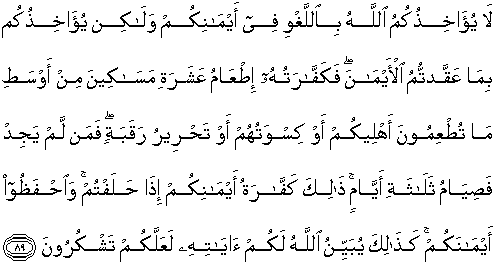 لَا يُؤَاخِذُكُمُ ٱللَّهُ بِٱللَّغْوِ فِىٓ أَيْمَـٰنِكُمْ وَلَـٰكِن يُؤَاخِذُكُم
بِمَا عَقَّدتُّمُ ٱلْأَيْمَـٰنَ ۖ فَكَفَّـٰرَتُهُۥٓ إِطْعَامُ عَشَرَةِ مَسَـٰكِينَ مِنْ أَوْسَطِ
مَا تُطْعِمُونَ أَهْلِيكُمْ أَوْ كِسْوَتُهُمْ أَوْ تَحْرِيرُ رَقَبَةٍ ۖ فَمَن لَّمْ يَجِدْ
فَصِيَامُ ثَلَـٰثَةِ أَيَّامٍ ۚ ذَٰلِكَ كَفَّـٰرَةُ أَيْمَـٰنِكُمْ إِذَا حَلَفْتُمْ ۚ وَٱحْفَظُوٓا۟
أَيْمَـٰنَكُمْ ۚ كَذَٰلِكَ يُبَيِّنُ ٱللَّهُ لَكُمْ ءَايَـٰتِهِۦ لَعَلَّكُمْ تَشْكُرُونَ ٨٩